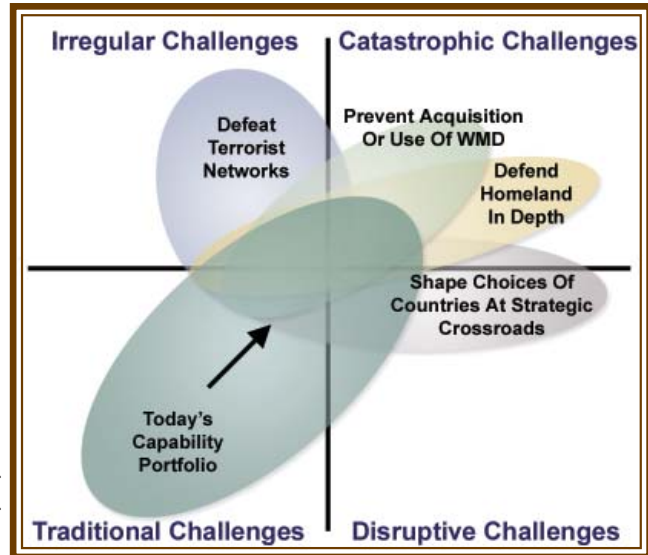 Irregular Challenges
Catastrophic Challenges
Defeat
Terrorist
Networks
Prevent Acquisition
Or Use Of WMD
Defend
Homeland
In Depth
Shape Choices Of
Countries At Strategic
Crossroads
Today's
Capability
Portfolio
Traditional Challenges
Disruptive Challenges